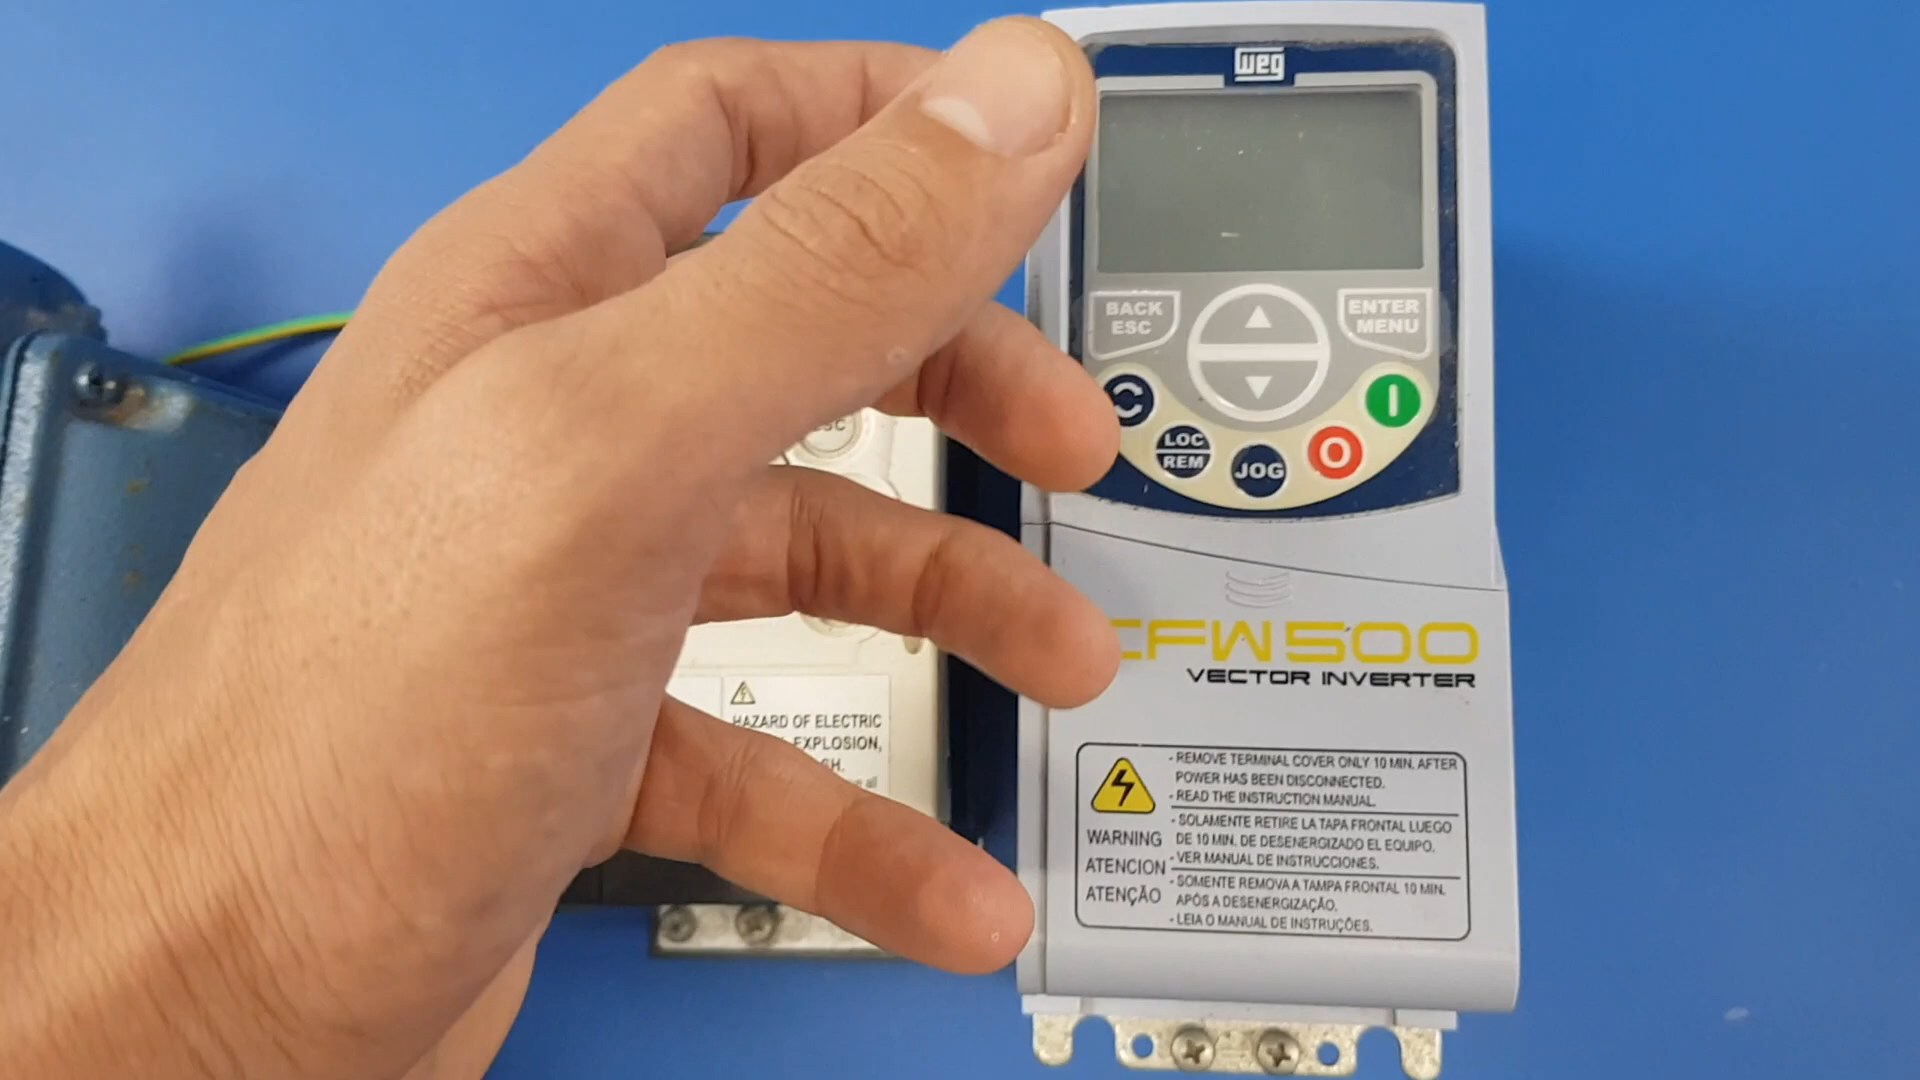 weg
BACK
ESC
ENTER
MENU
LOC
REM
JOG
I
O
CFW500
VECTOR INVERTER
- REMOVE TERMINAL COVER ONLY 10 MIN. AFTER
POWER HAS BEEN DISCONNECTED.
- READ THE INSTRUCTION MANUAL.
- SOLAMENTE RETIRE LA TAPA FRONTAL LUEGO
DE 10 MIN. DE DESENERGIZADO EL EQUIPO.
- VER MANUAL DE INSTRUCCIONES.
- SOMENTE REMOVA A TAMPA FRONTAL 10 MIN.
APÓS A DESENERGIZAÇÃO.
- LEIA O MANUAL DE INSTRUÇÕES.
WARNING
ATENCION
ATENÇÃO
HAZARD OF ELECTRIC
EXPLOSION,